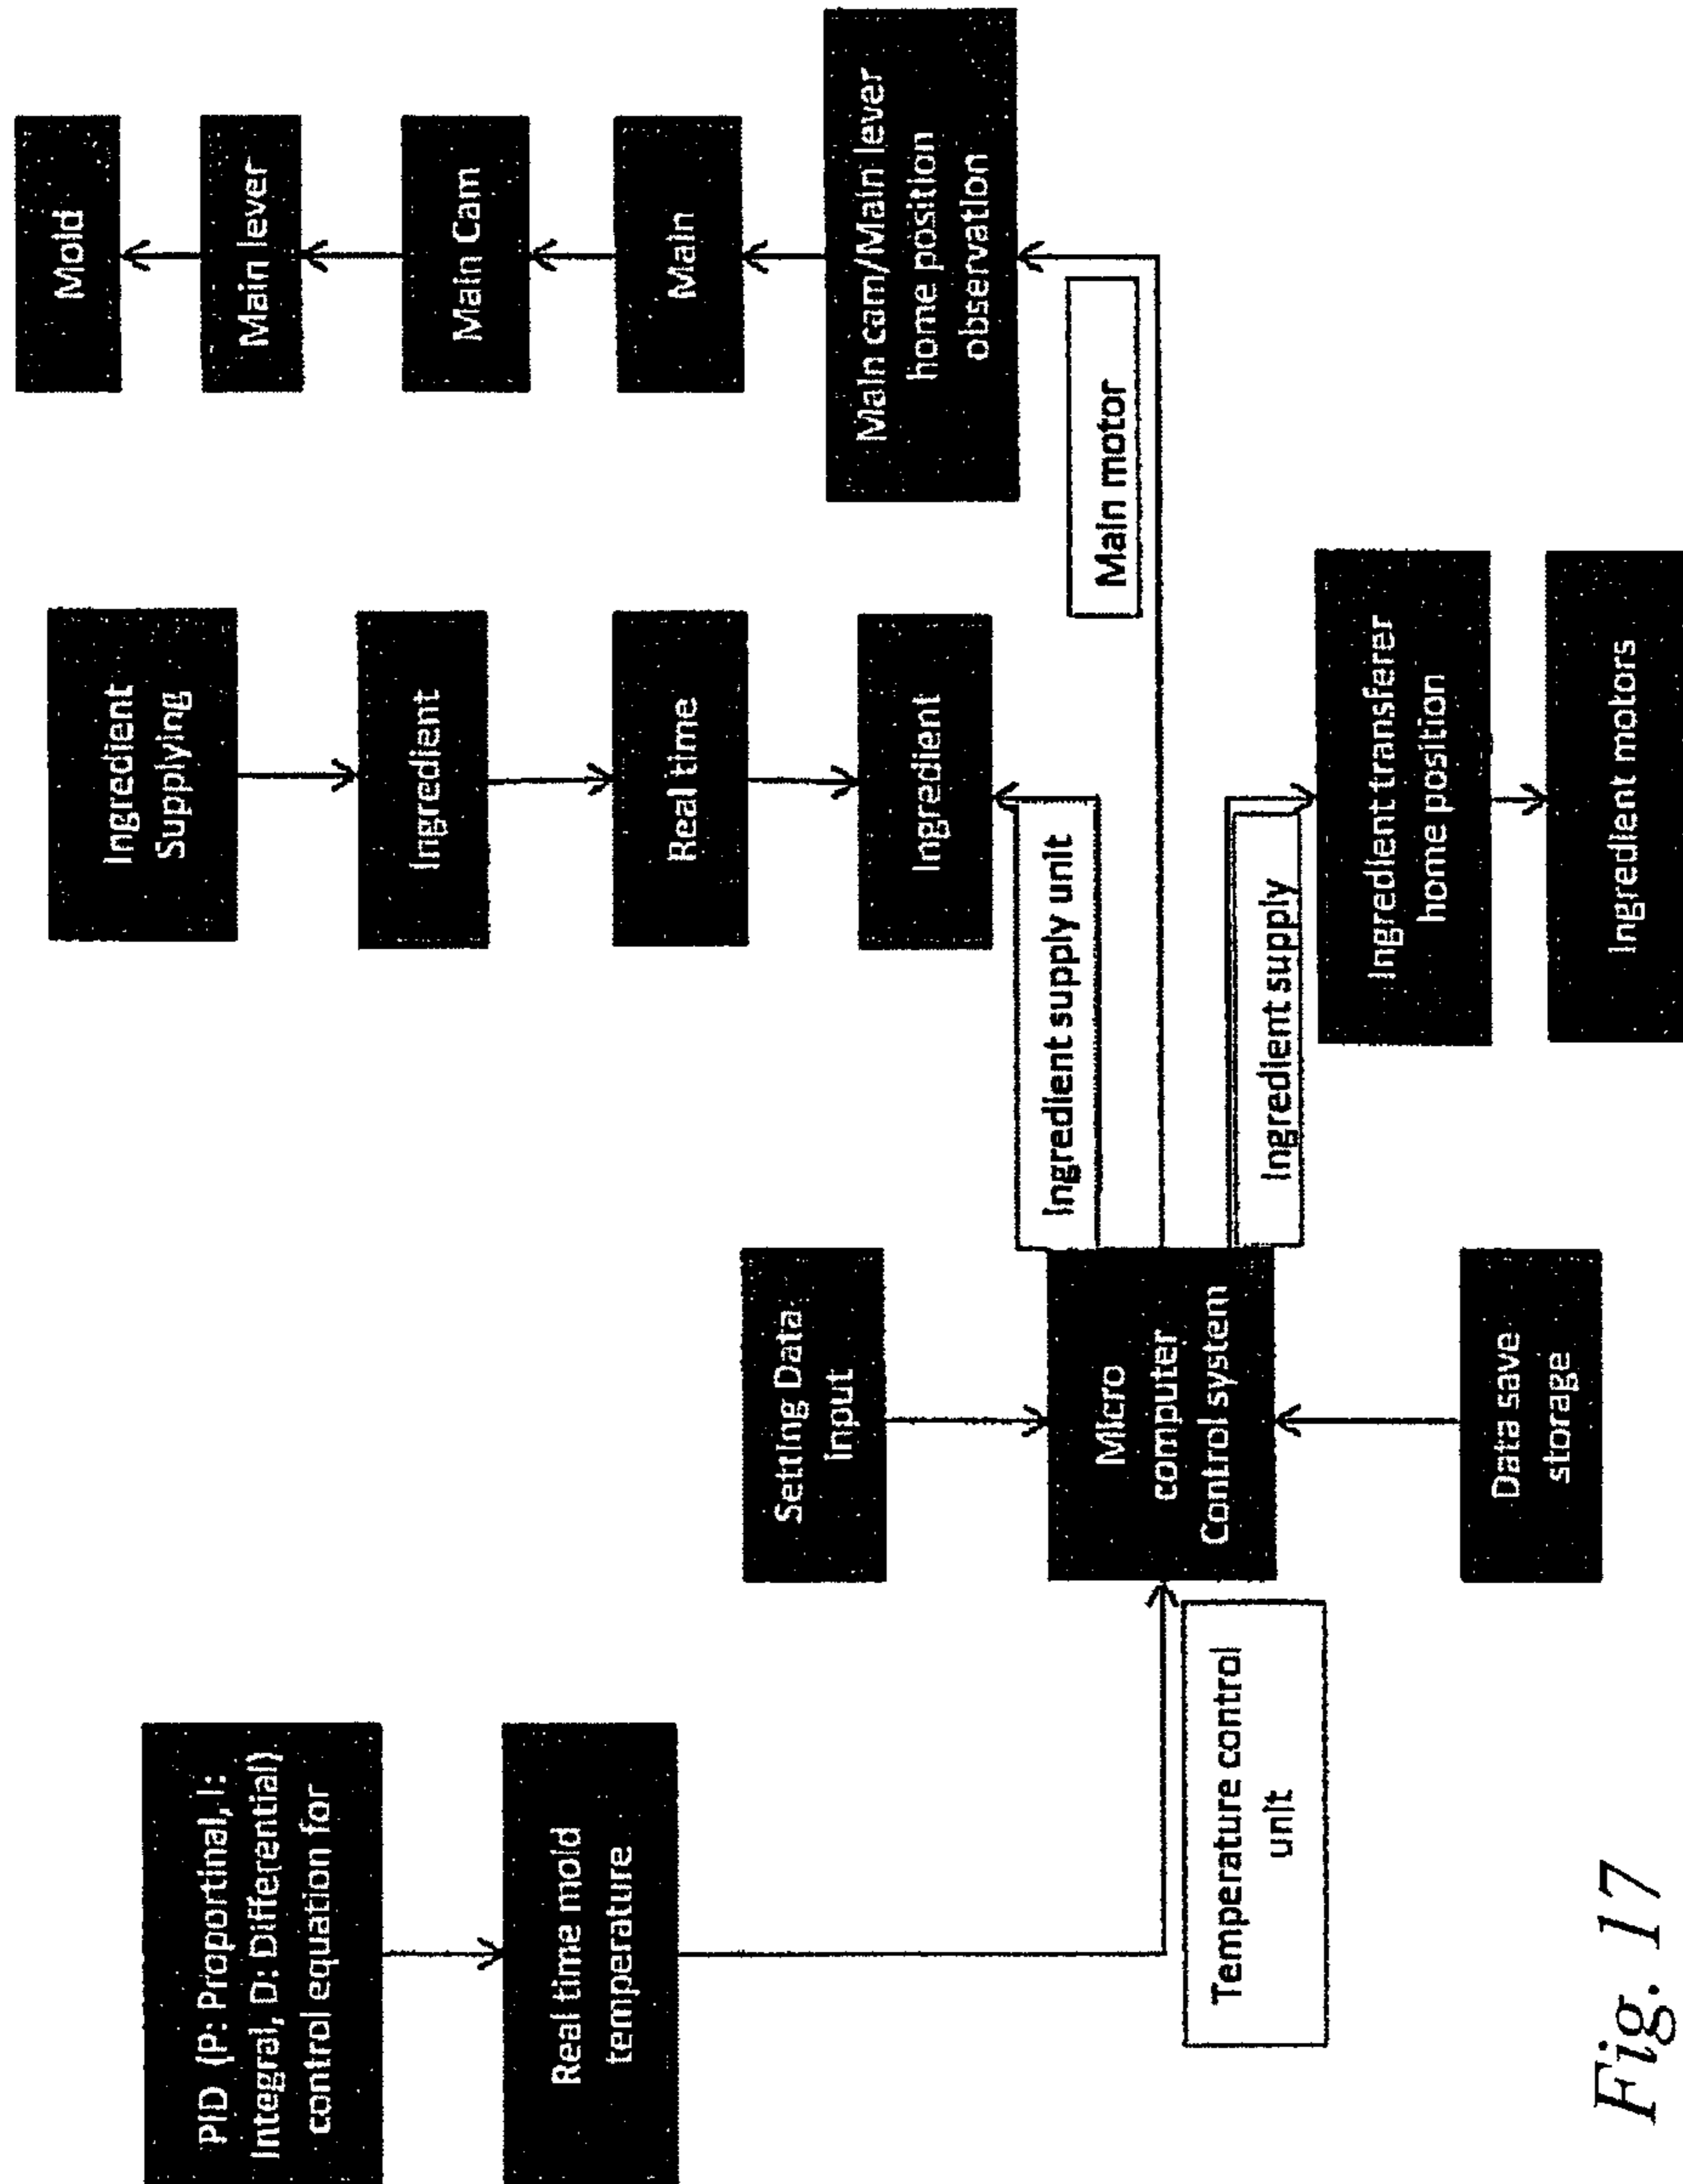 PID (P: Proportinal, I:
Integral, D: Differential)
control equation for
Real time mold
temperature
Temperature control
unit
Setting Data
input
Micro
computer
Control system
Data save
storage
Ingredient
Supplying
Ingredient
Real time
Ingredient
Ingredient supply unit
Ingredient supply
Ingredient transferer
home position
Ingredient motors
Mold
Main lever
Main Cam
Main
Main cam/Main lever
home position
observation
Main motor
Fig. 17